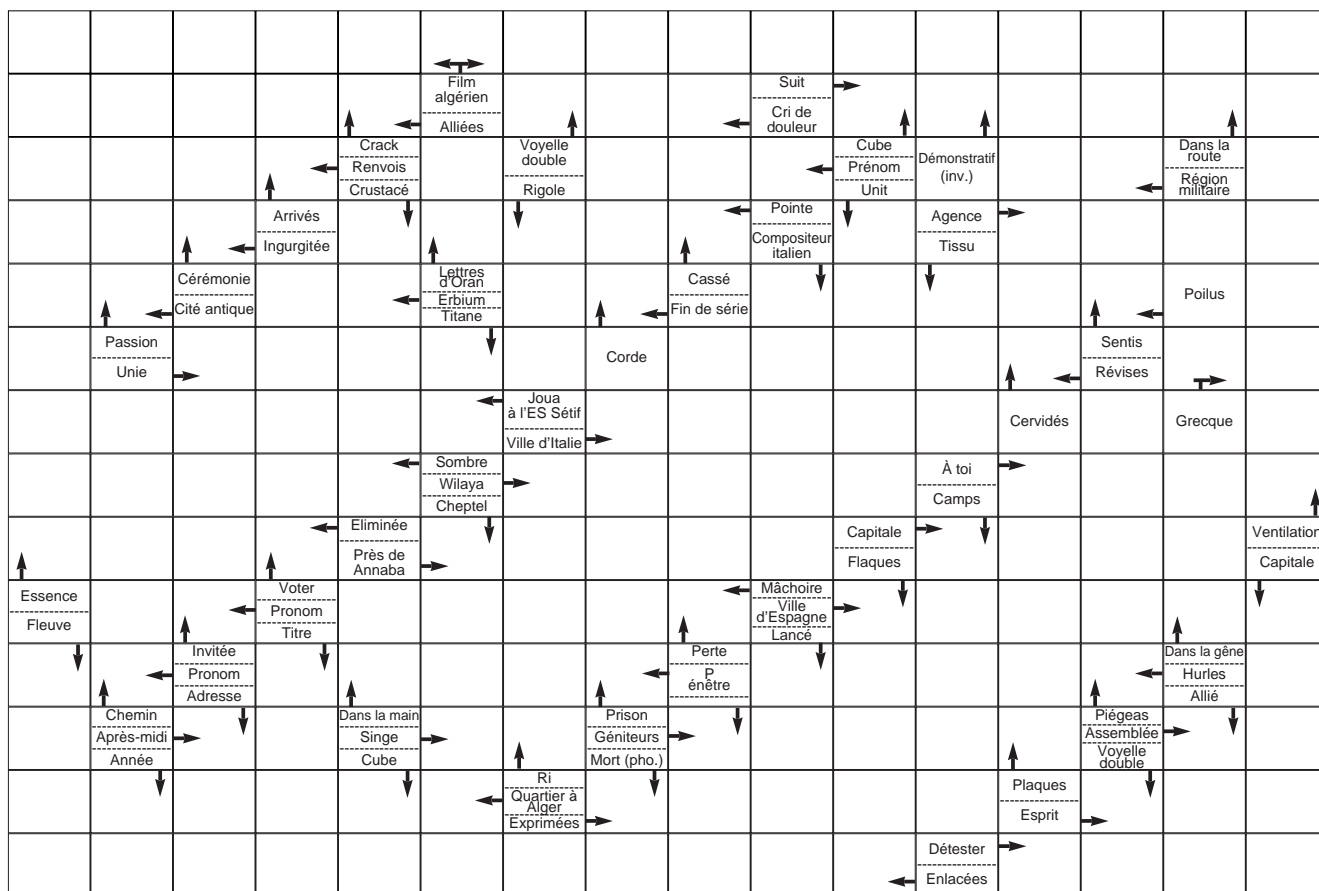 Film
algérien
Alliées
Suit
Cri de
douleur
Crack
Renvois
Crustacé
Voyelle
double
Rigole
Cube
Prénom
Unit
Démonstratif
(inv.)
Dans la
route
Région
militaire
Arrivés
Ingurgitée
Pointe
Compositeur
italien
Agence
Tissu
Cérémonie
Cité antique
Lettres
d'Oran
Erbium
Titane
Cassé
Fin de série
Poilus
Passion
Unie
Corde
Sentis
Révises
Joua
à l'ES Sétif
Ville d'Italie
Cervidés
Grecque
Sombre
Wilaya
Cheptel
À toi
Camps
Eliminée
Près de
Annaba
Capitale
Flaques
Ventilation
Capitale
Essence
Fleuve
Voter
Pronom
Titre
Mâchoire
Ville
d'Espagne
Lancé
Invitée
Pronom
Adresse
Perte
P
énêtre
Dans la gêne
Hurles
Allié
Chemin
Après-midi
Année
Dans la main
Singe
Cube
Prison
Géniteurs
Mort (pho.)
Piégeas
Assemblée
Voyelle
double
Ri
Quartier à
Alger
Exprimées
Plaques
Esprit
Détester
Enlacées